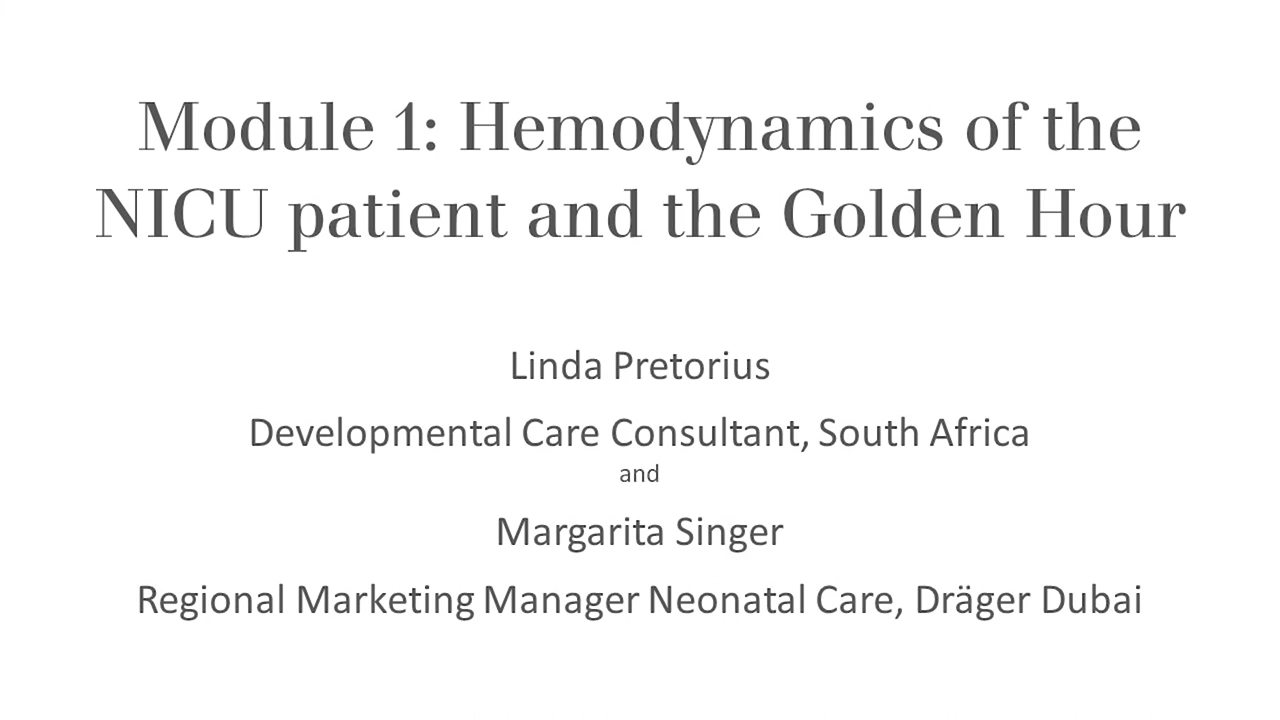 Module 1: Hemodynamics of the
NICU patient and the Golden Hour
Linda Pretorius
Developmental Care Consultant, South Africa
and
Margarita Singer
Regional Marketing Manager Neonatal Care, Dräger Dubai